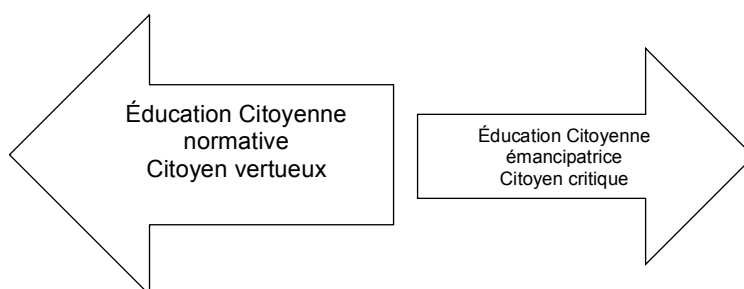 Éducation Citoyenne
normative
Citoyen vertueux
Éducation Citoyenne
émancipatrice
Citoyen critique